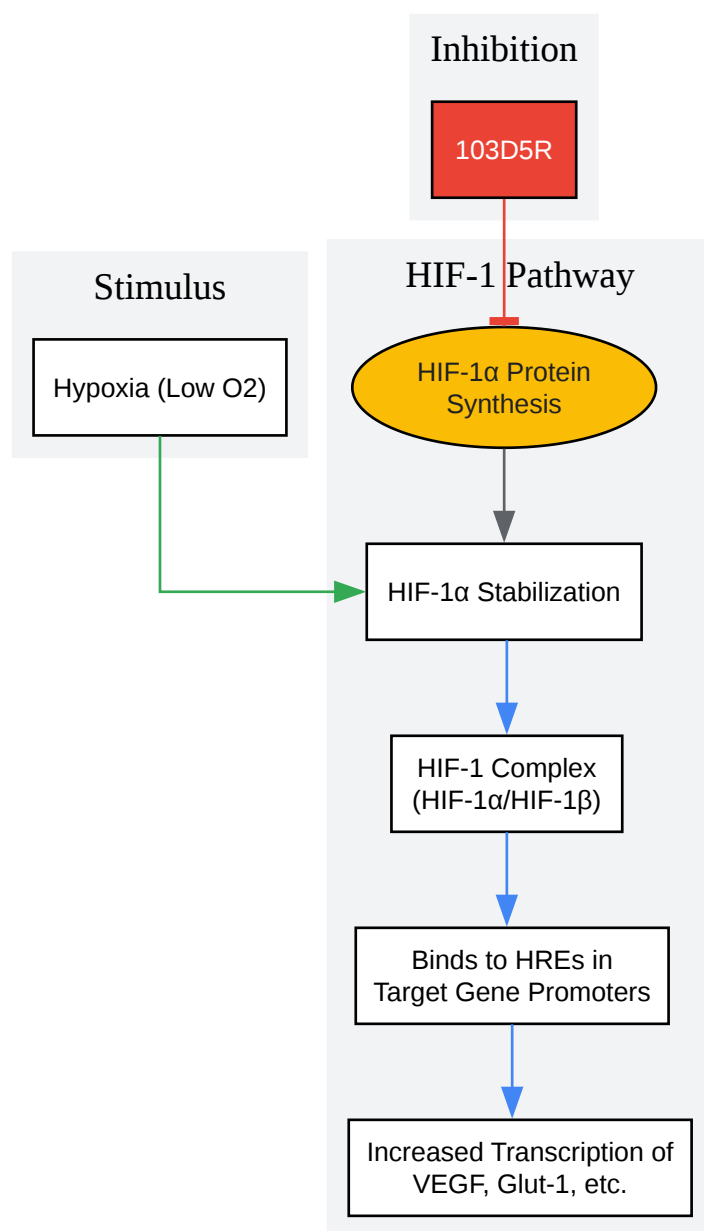 Inhibition
103D5R
Stimulus
HIF-1 Pathway
Hypoxia (Low O2)
HIF-1α Protein
Synthesis
HIF-1α Stabilization
HIF-1 Complex
(HIF-1α/HIF-1β)
Binds to HREs in
Target Gene Promoters
Increased Transcription of
VEGF, Glut-1, etc.